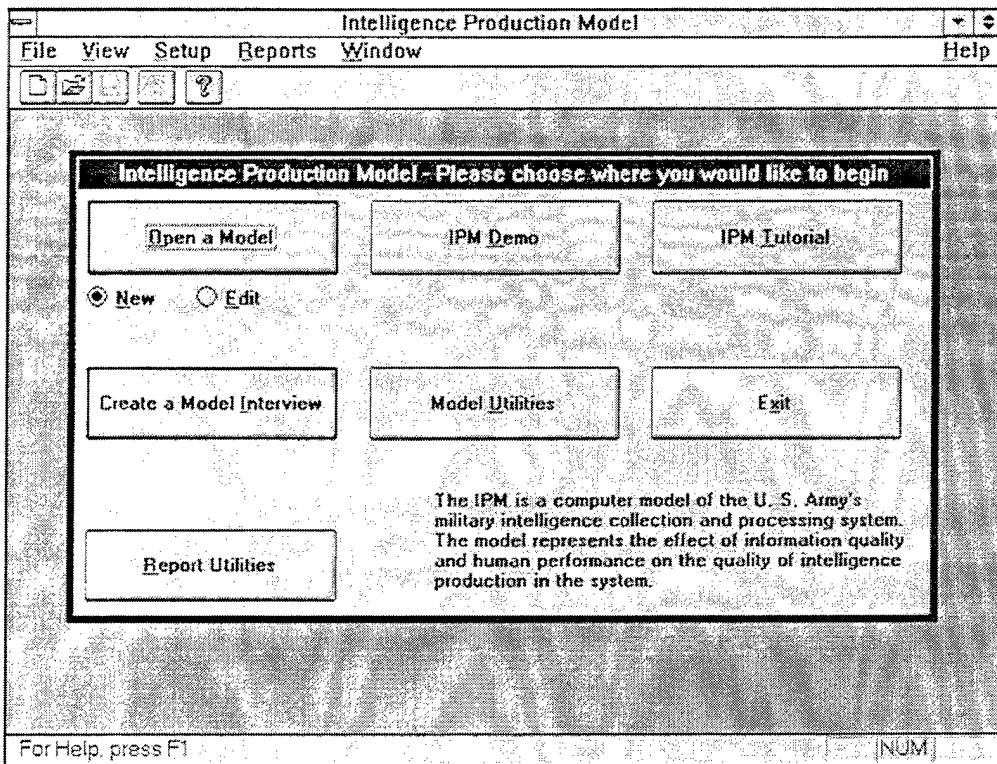 Intelligence Production Model
File View Setup Reports Window Help
Intelligence Production Model - Please choose where you would like to begin
Open a Model IPM Demo IPM Tutorial
New Edit
Create a Model Interview Model Utilities Exit
The IPM is a computer model of the U. S. Army's
military intelligence collection and processing system.
The model represents the effect of information quality
and human performance on the quality of intelligence
production in the system.
Report Utilities
For Help, press F1 NUM